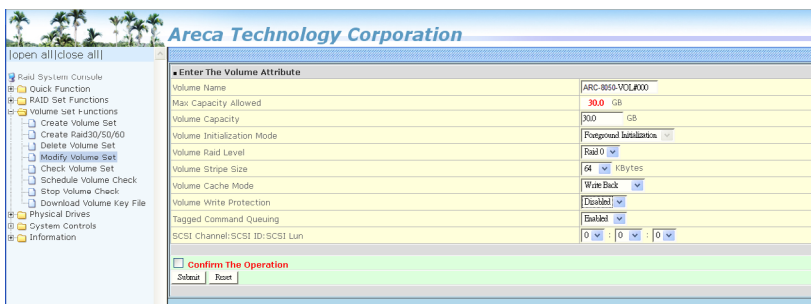 Areca Technology Corporation
|open all|close all|
Raid System Console
Quick Function
RAID Set Functions
Volume Set Functions
Create Volume Set
Create Raid30/50/60
Delete Volume Set
Modify Volume Set
Check Volume Set
Schedule Volume Check
Stop Volume Check
Download Volume Key File
Physical Drives
System Controls
Information
Enter The Volume Attribute
Volume Name ARC-8050-VOL#000
Max Capacity Allowed 30.0 GB
Volume Capacity 30.0 GB
Volume Initialization Mode Foreground Initialization
Volume Raid Level Raid 0
Volume Stripe Size 64 KBytes
Volume Cache Mode Write Back
Volume Write Protection Disabled
Tagged Command Queuing Enabled
SCSI Channel:SCSI ID:SCSI Lun 0 : 0 : 0
Confirm The Operation
Submit Reset